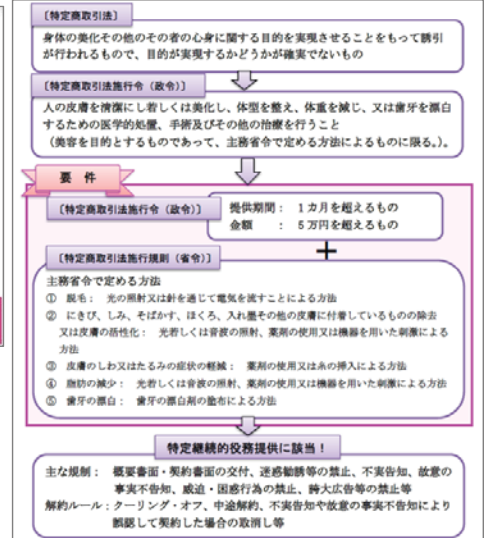 〔特定商取引法〕
身体の美化その他のその者の心身に関する目的を実現させることをもって誘引
が行われるもので、目的が実現するかどうかが確実でないもの
〔特定商取引法施行令（政令）〕
人の皮膚を清潔にし若しくは美化し、体型を整え、体重を減じ、又は歯牙を漂白
するための医学的処置、手術及びその他の治療を行うこと
（美容を目的とするものであって、主務省令で定める方法によるものに限る。）。
要 件
〔特定商取引法施行令（政令）〕
提供期間： １カ月を超えるもの
金額 ： ５万円を超えるもの
＋
〔特定商取引法施行規則（省令）〕
主務省令で定める方法
① 脱毛： 光の照射又は針を通じて電気を流すことによる方法
② にきび、しみ、そばかす、ほくろ、入れ墨その他の皮膚に付着しているものの除去
又は皮膚の活性化： 光若しくは音波の照射、薬剤の使用又は機器を用いた刺激による
方法
③ 皮膚のしわ又はたるみの症状の軽減： 薬剤の使用又は糸の挿入による方法
④ 脂肪の減少： 光若しくは音波の照射、薬剤の使用又は機器を用いた刺激による方法
⑤ 歯牙の漂白： 歯牙の漂白剤の塗布による方法
特定継続的役務提供に該当！
主な規制： 概要書面・契約書面の交付、迷惑勧誘等の禁止、不実告知、故意の
事実不告知、威迫・困惑行為の禁止、誇大広告等の禁止等
解約ルール：クーリング・オフ、中途解約、不実告知や故意の事実不告知により
誤認して契約した場合の取消し等